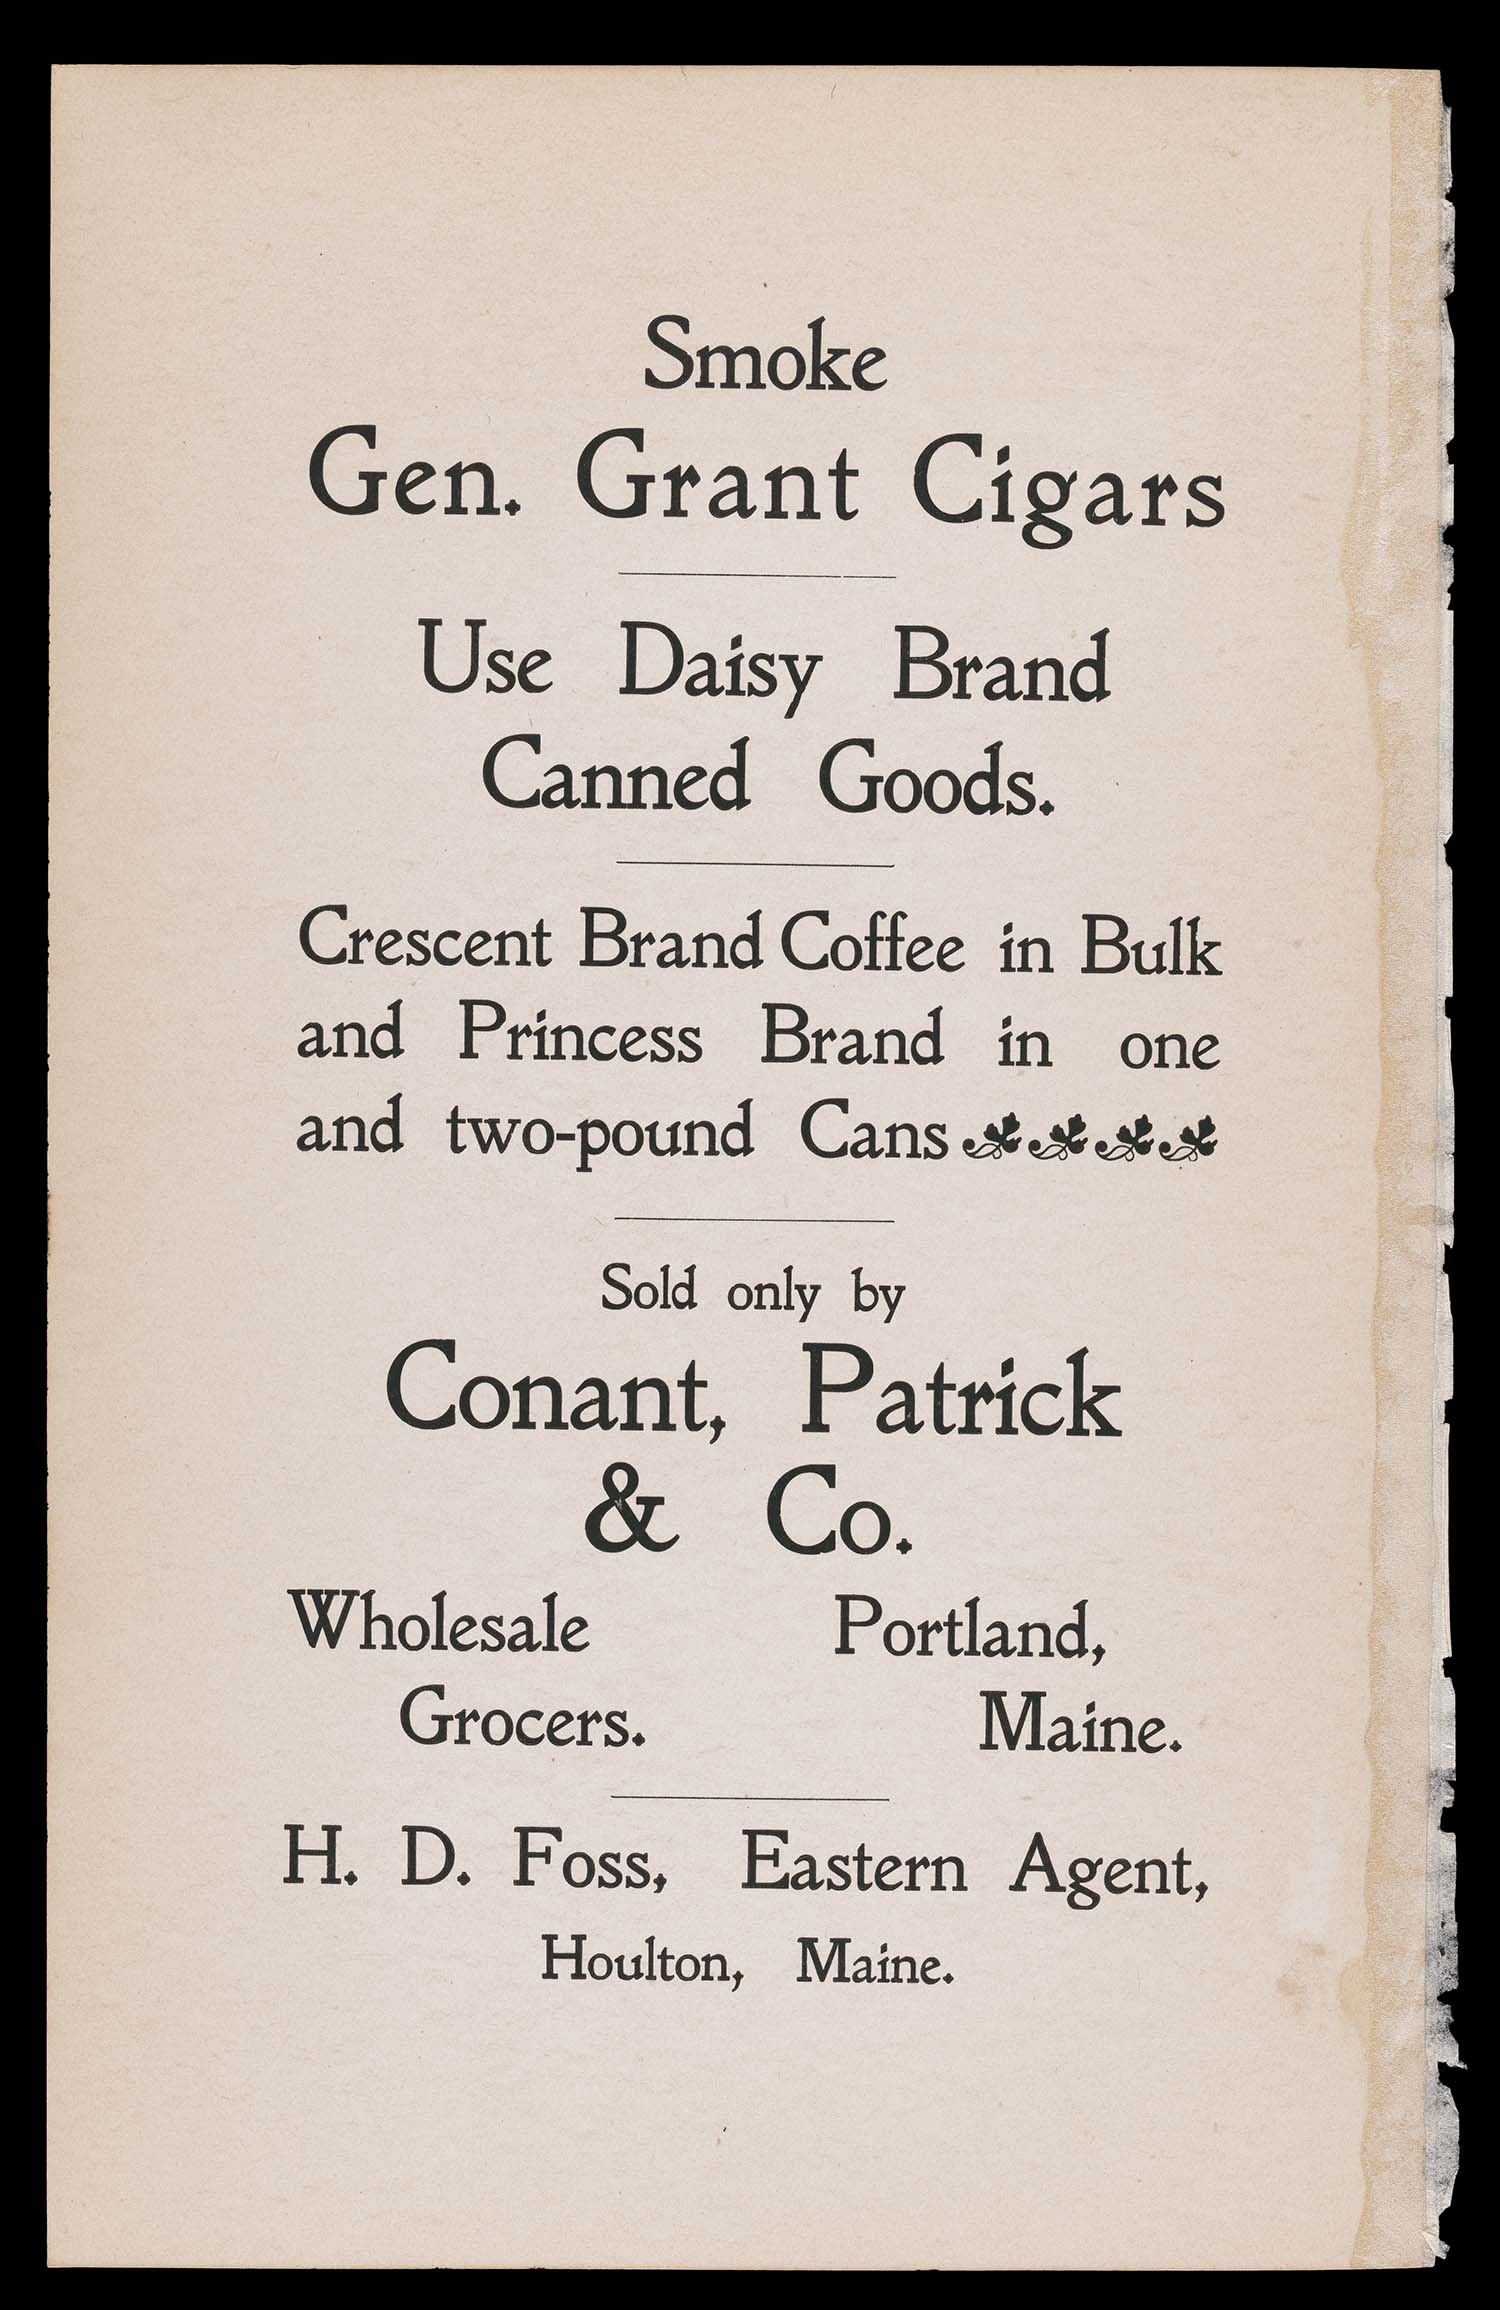 Smoke
Gen. Grant Cigars
Use Daisy Brand
Canned Goods.
Crescent Brand Coffee in Bulk
and Princess Brand in one
and two-pound Cans
Sold only by
Conant, Patrick
& Co.
Wholesale Portland,
Grocers. Maine.
H. D. Foss, Eastern Agent,
Houlton, Maine.